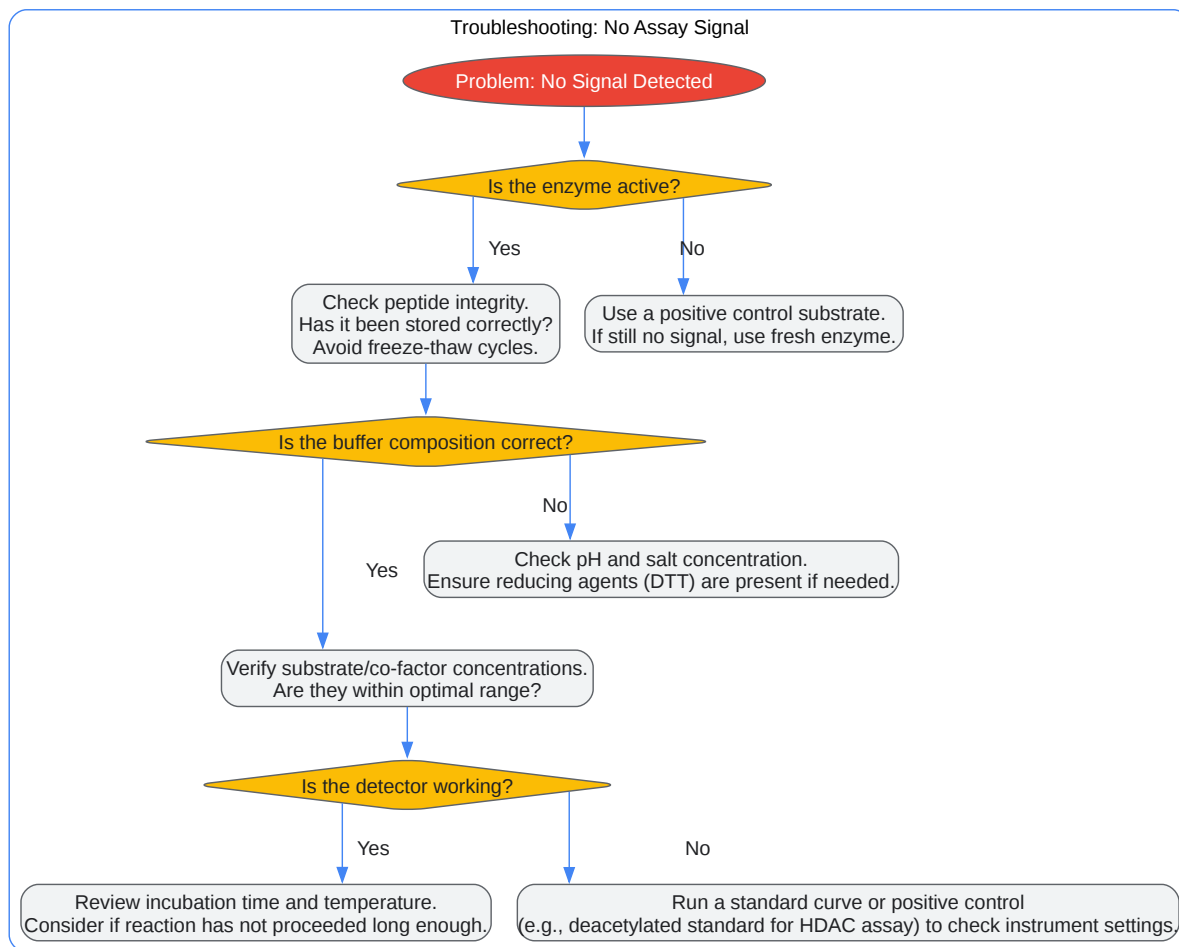 Troubleshooting: No Assay Signal
Problem: No Signal Detected
Is the enzyme active?
Yes
No
Check peptide integrity.
Has it been stored correctly?
Avoid freeze-thaw cycles.
Use a positive control substrate.
If still no signal, use fresh enzyme.
Is the buffer composition correct?
No
Check pH and salt concentration.
Ensure reducing agents (DTT) are present if needed.
Yes
Verify substrate/co-factor concentrations.
Are they within optimal range?
Is the detector working?
Yes
No
Review incubation time and temperature.
Consider if reaction has not proceeded long enough.
Run a standard curve or positive control
(e.g., deacetylated standard for HDAC assay) to check instrument settings.